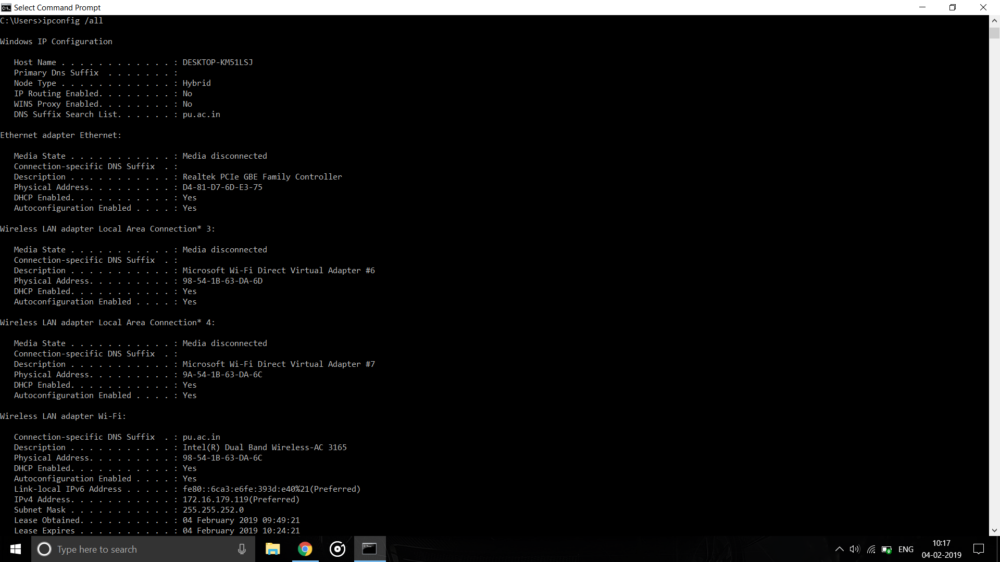 Select Command Prompt
C:\Users>ipconfig /all
Windows IP Configuration
Host Name . . . . . . . . . . . . : DESKTOP-KM51LSJ
Primary Dns Suffix  . . . . . . . :
Node Type . . . . . . . . . . . . : Hybrid
IP Routing Enabled. . . . . . . . : No
WINS Proxy Enabled. . . . . . . . : No
DNS Suffix Search List. . . . . . : pu.ac.in
Ethernet adapter Ethernet:
Media State . . . . . . . . . . . : Media disconnected
Connection-specific DNS Suffix  . :
Description . . . . . . . . . . . : Realtek PCIe GBE Family Controller
Physical Address. . . . . . . . . : D4-81-D7-6D-E3-75
DHCP Enabled. . . . . . . . . . . : Yes
Autoconfiguration Enabled . . . . : Yes
Wireless LAN adapter Local Area Connection* 3:
Media State . . . . . . . . . . . : Media disconnected
Connection-specific DNS Suffix  . :
Description . . . . . . . . . . . : Microsoft Wi-Fi Direct Virtual Adapter #6
Physical Address. . . . . . . . . : 98-54-1B-63-DA-6D
DHCP Enabled. . . . . . . . . . . : Yes
Autoconfiguration Enabled . . . . : Yes
Wireless LAN adapter Local Area Connection* 4:
Media State . . . . . . . . . . . : Media disconnected
Connection-specific DNS Suffix  . :
Description . . . . . . . . . . . : Microsoft Wi-Fi Direct Virtual Adapter #7
Physical Address. . . . . . . . . : 9A-54-1B-63-DA-6C
DHCP Enabled. . . . . . . . . . . : Yes
Autoconfiguration Enabled . . . . : Yes
Wireless LAN adapter Wi-Fi:
Connection-specific DNS Suffix  . : pu.ac.in
Description . . . . . . . . . . . : Intel(R) Dual Band Wireless-AC 3165
Physical Address. . . . . . . . . : 98-54-1B-63-DA-6C
DHCP Enabled. . . . . . . . . . . : Yes
Autoconfiguration Enabled . . . . : Yes
Link-local IPv6 Address . . . . . : fe80::6ca3:e6fe:393d:e40%21(Preferred)
IPv4 Address. . . . . . . . . . . : 172.16.179.119(Preferred)
Subnet Mask . . . . . . . . . . . : 255.255.252.0
Lease Obtained. . . . . . . . . . : 04 February 2019 09:49:21
Lease Expires . . . . . . . . . . : 04 February 2019 10:24:21
Type here to search
ENG
10:17
04-02-2019